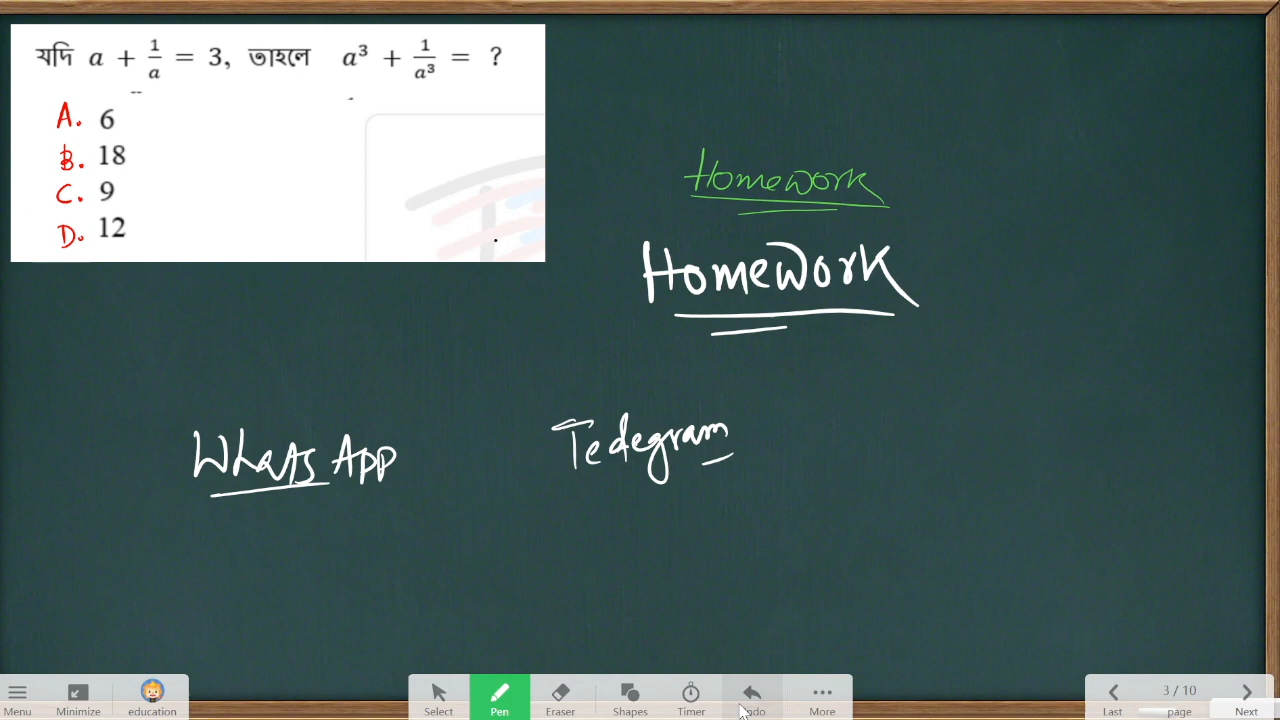 যদি a + 1/a = 3, তাহলে a³ + 1/a³ = ?
A. 6
B. 18
C. 9
D. 12
Homework
Homework
WhatsApp
Tedegram
Menu
Minimize
education
Select
Pen
Eraser
Shapes
Timer
Undo
More
3 / 10
Last
page
Next